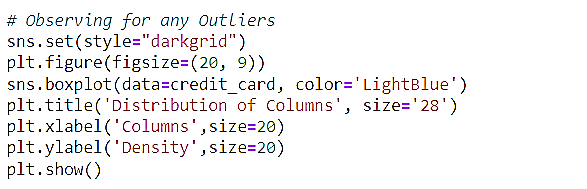 # Observing for any Outliers
sns.set(style="darkgrid")
plt.figure(figsize=(20, 9))
sns.boxplot(data=credit_card, color='LightBlue')
plt.title('Distribution of Columns', size='28')
plt.xlabel('Columns',size=20)
plt.ylabel('Density',size=20)
plt.show()